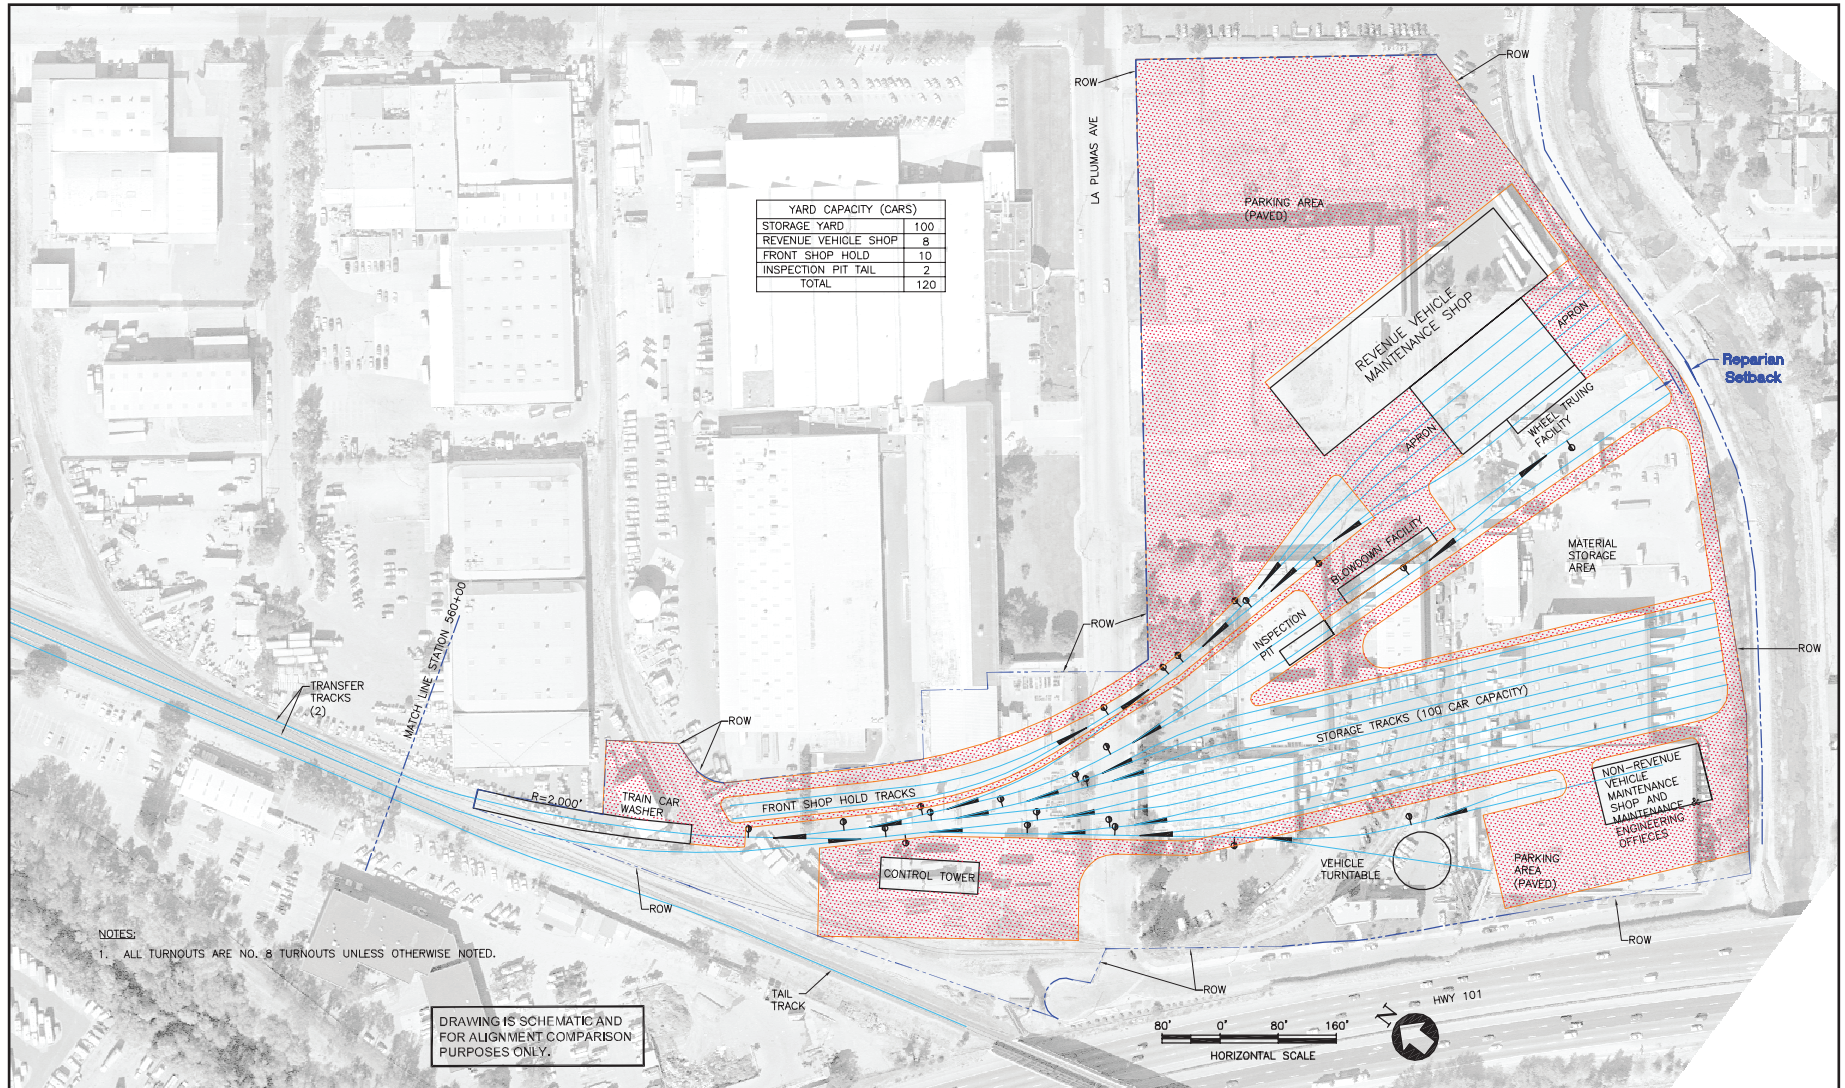 ROW
ROW
LA PLUMAS AVE
PARKING AREA
(PAVED)
YARD CAPACITY (CARS)
STORAGE YARD 100
REVENUE VEHICLE SHOP 8
FRONT SHOP HOLD 10
INSPECTION PIT TAIL 2
TOTAL 120
REVENUE VEHICLE
MAINTENANCE SHOP
APRON
Reparian
Setback
WHEEL TRUING
FACILITY
APRON
BLOWDOWN FACILITY
MATERIAL
STORAGE
AREA
MATCH LINE STATION 560+00
ROW
INSPECTION
PIT
ROW
TRANSFER
TRACKS
(2)
ROW
STORAGE TRACKS (100 CAR CAPACITY)
R=2,000'
TRAIN CAR
WASHER
FRONT SHOP HOLD TRACKS
NON-REVENUE
VEHICLE
MAINTENANCE
SHOP AND
MAINTENANCE &
ENGINEERING
OFFIECES
CONTROL TOWER
VEHICLE
TURNTABLE
PARKING
AREA
(PAVED)
ROW
ROW
NOTES:
1. ALL TURNOUTS ARE NO. 8 TURNOUTS UNLESS OTHERWISE NOTED.
TAIL
TRACK
ROW
HWY 101
DRAWING IS SCHEMATIC AND
FOR ALIGNMENT COMPARISON
PURPOSES ONLY.
80' 0' 80' 160'
HORIZONTAL SCALE
N